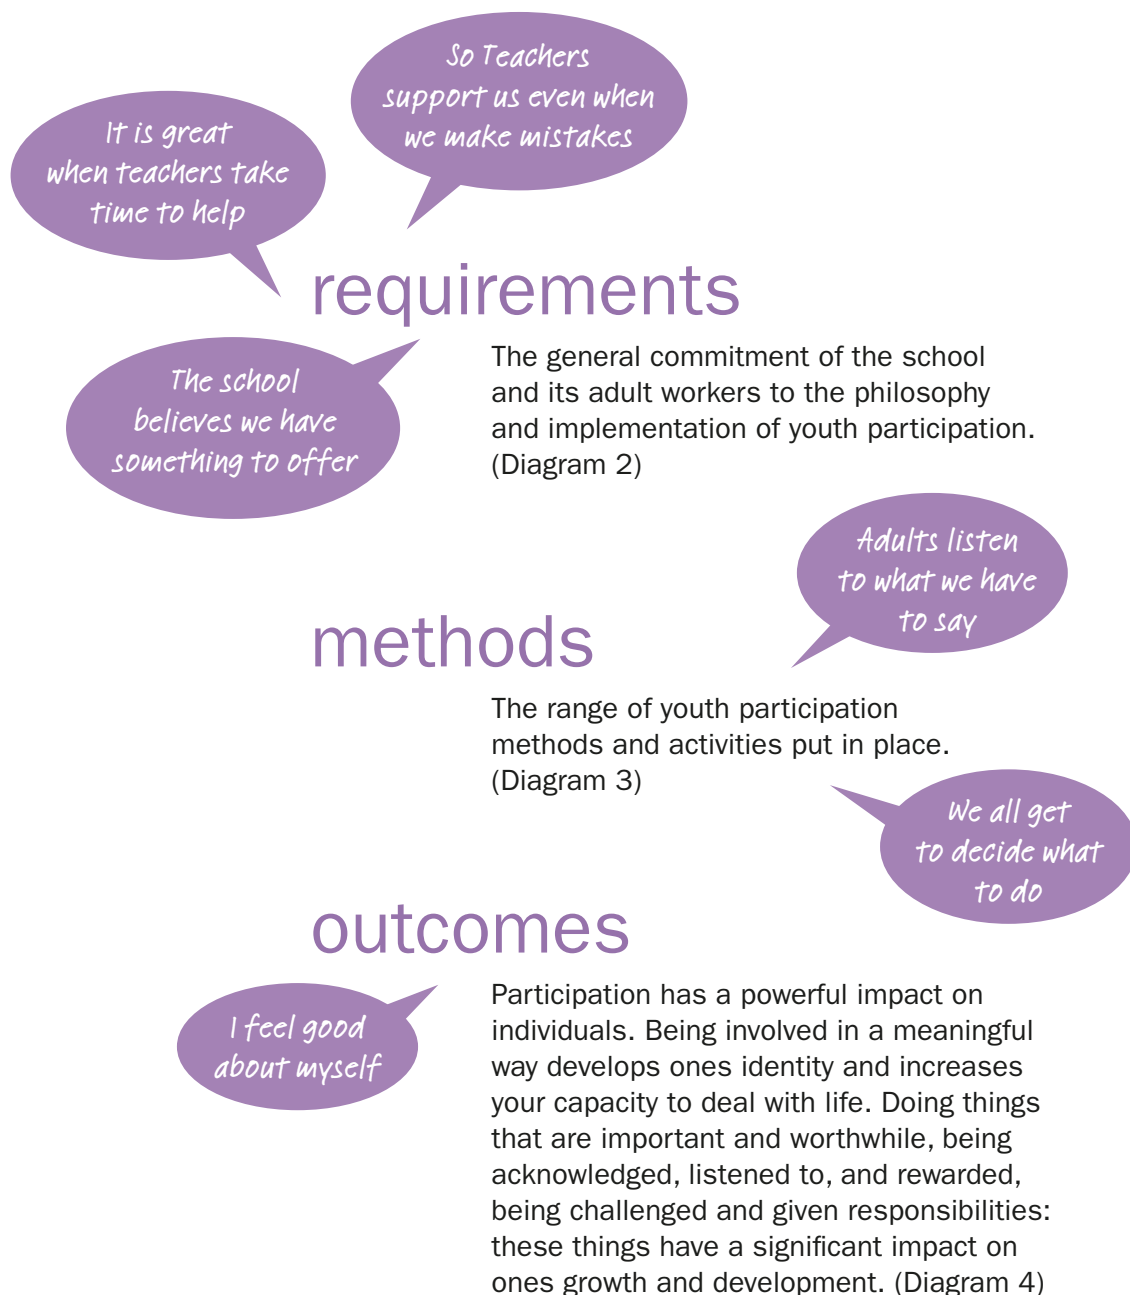 So Teachers
support us even when
we make mistakes
It is great
when teachers take
time to help
requirements
The general commitment of the school
and its adult workers to the philosophy
and implementation of youth participation.
(Diagram 2)
The school
believes we have
something to offer
Adults listen
to what we have
to say
methods
The range of youth participation
methods and activities put in place.
(Diagram 3)
We all get
to decide what
to do
outcomes
I feel good
about myself
Participation has a powerful impact on
individuals. Being involved in a meaningful
way develops ones identity and increases
your capacity to deal with life. Doing things
that are important and worthwhile, being
acknowledged, listened to, and rewarded,
being challenged and given responsibilities:
these things have a significant impact on
ones growth and development. (Diagram 4)